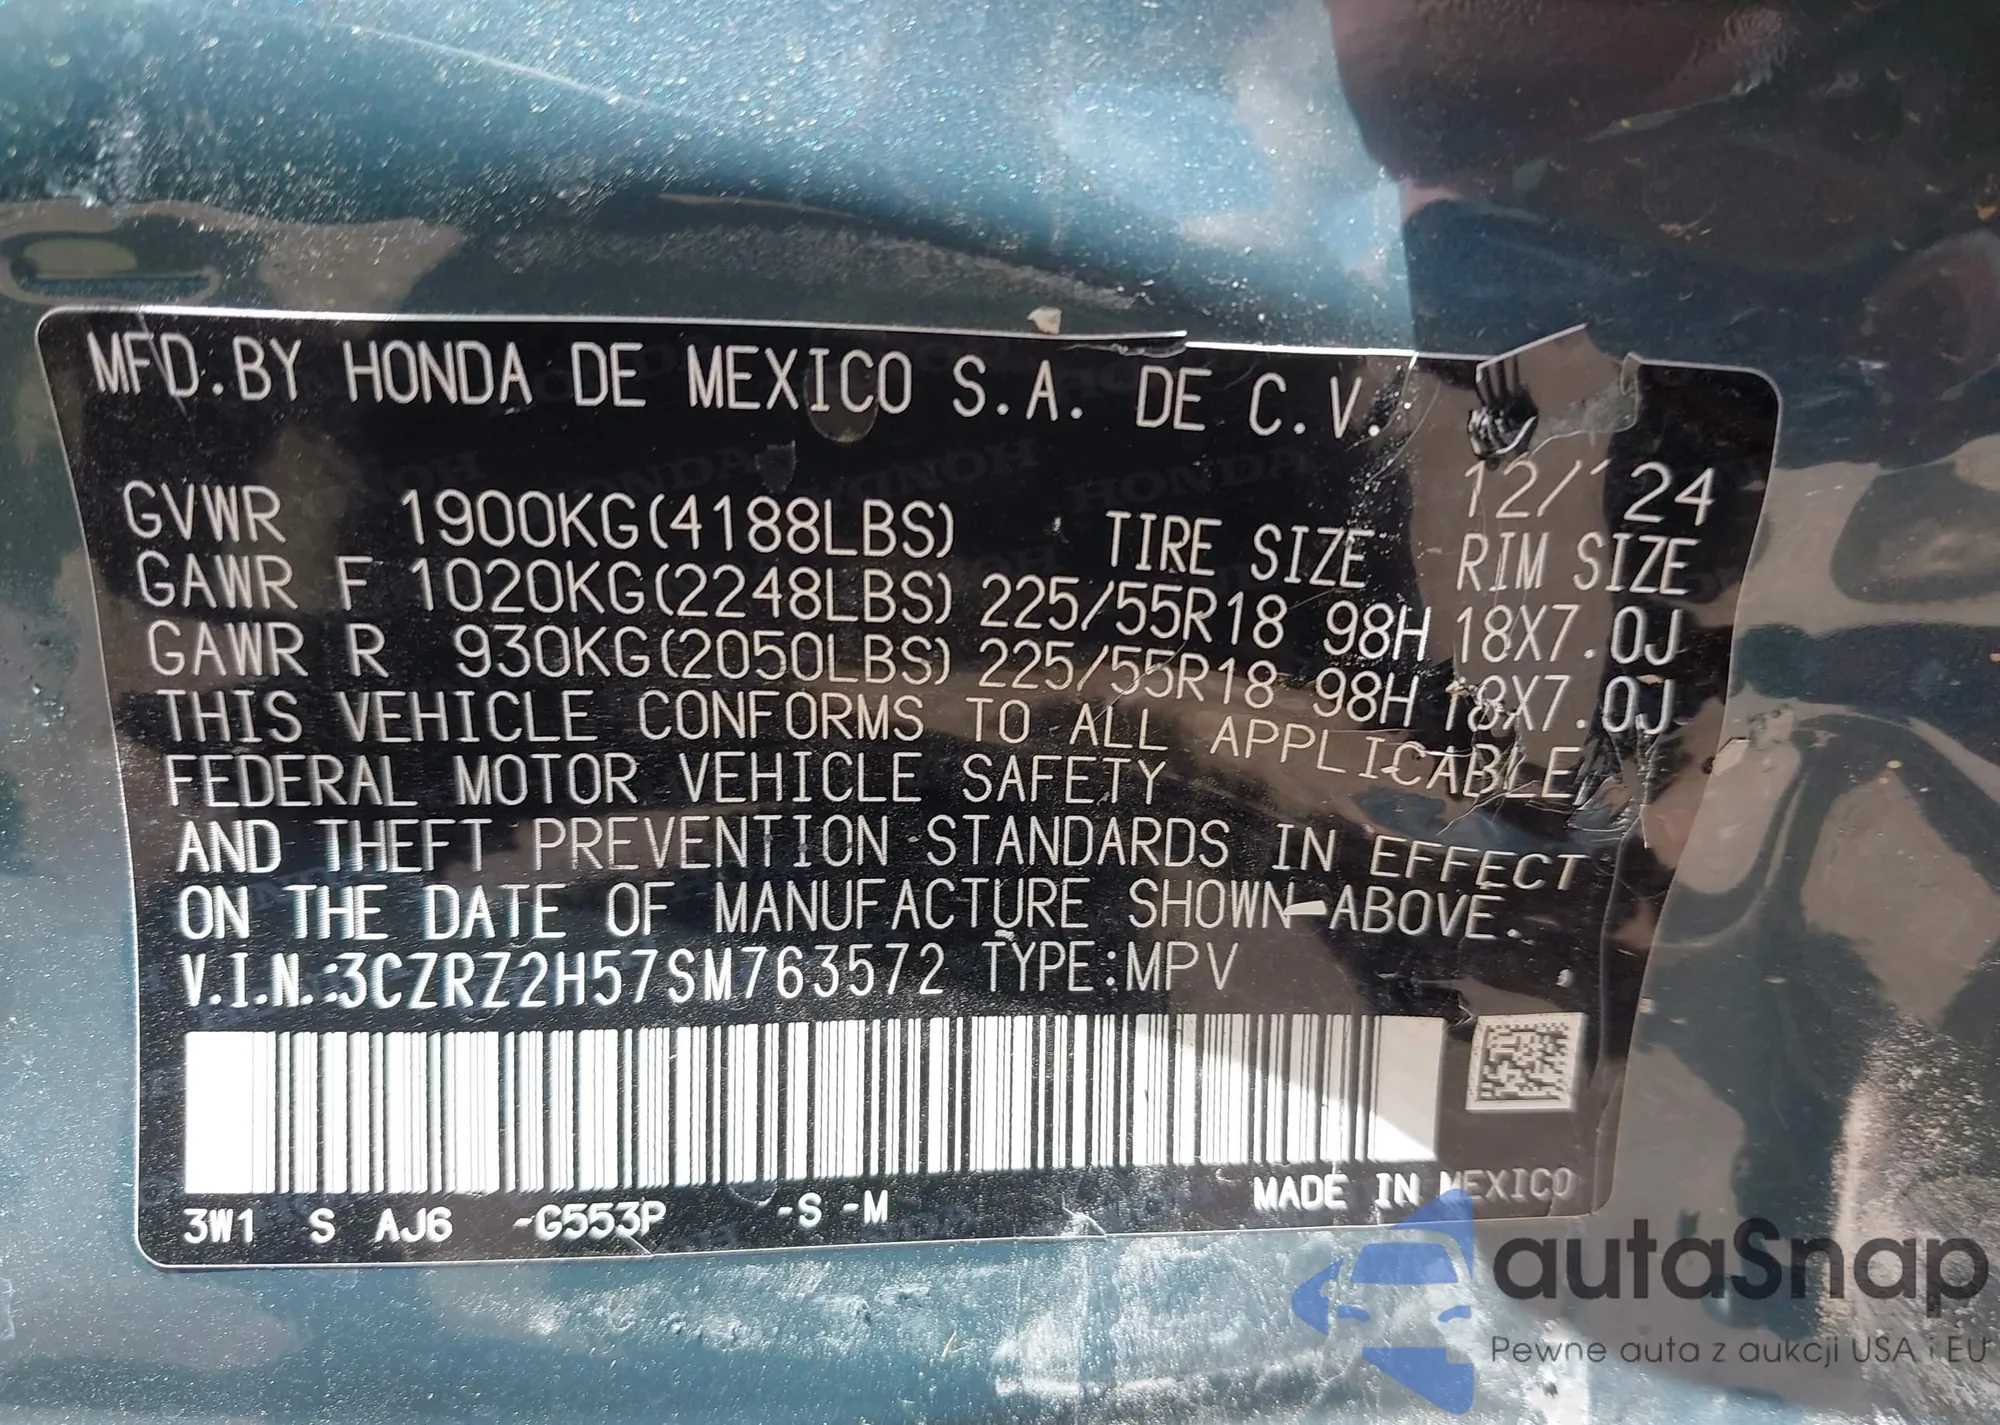 MFD.BY HONDA DE MEXICO S.A. DE C.V.
12/'24
GVWR 1900KG(4188LBS) TIRE SIZE RIM SIZE
GAWR F 1020KG(2248LBS) 225/55R18 98H 18X7.0J
GAWR R 930KG(2050LBS) 225/55R18 98H 18X7.0J
THIS VEHICLE CONFORMS TO ALL APPLICABLE
FEDERAL MOTOR VEHICLE SAFETY
AND THEFT PREVENTION STANDARDS IN EFFECT
ON THE DATE OF MANUFACTURE SHOWN ABOVE.
V.I.N.:3CZRZ2H57SM763572 TYPE:MPV
MADE IN MEXICO
3W1 S AJ6 -G553P -S -M
autaSnap
Pewne auta z aukcji USA i EU